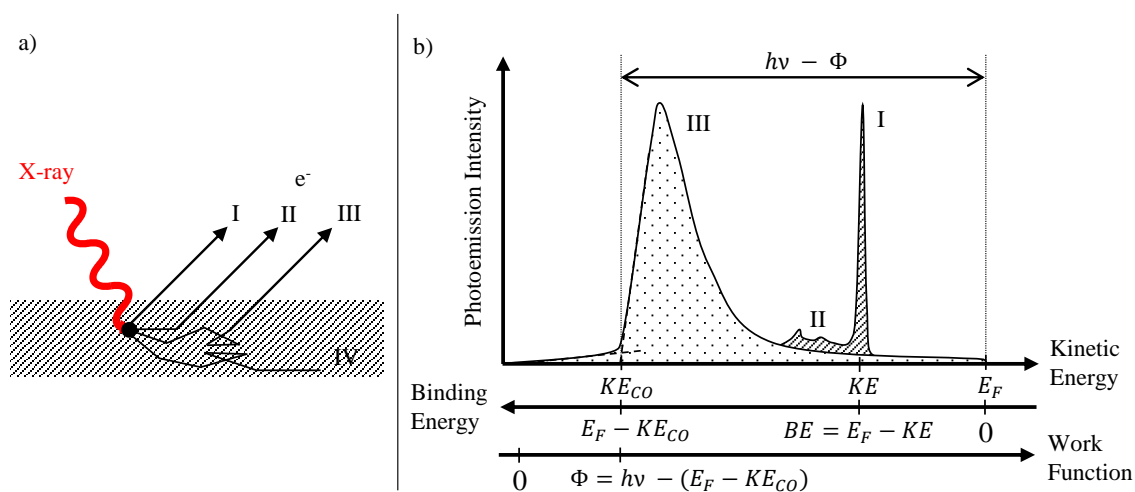 a)
X-ray
e-
I
II
III
IV
b)
hν − Φ
Photoemission Intensity
III
I
II
Kinetic
Energy
KE_CO
KE
E_F
Binding
Energy
E_F − KE_CO
BE = E_F − KE
0
Work
Function
0
Φ = hν − (E_F − KE_CO)